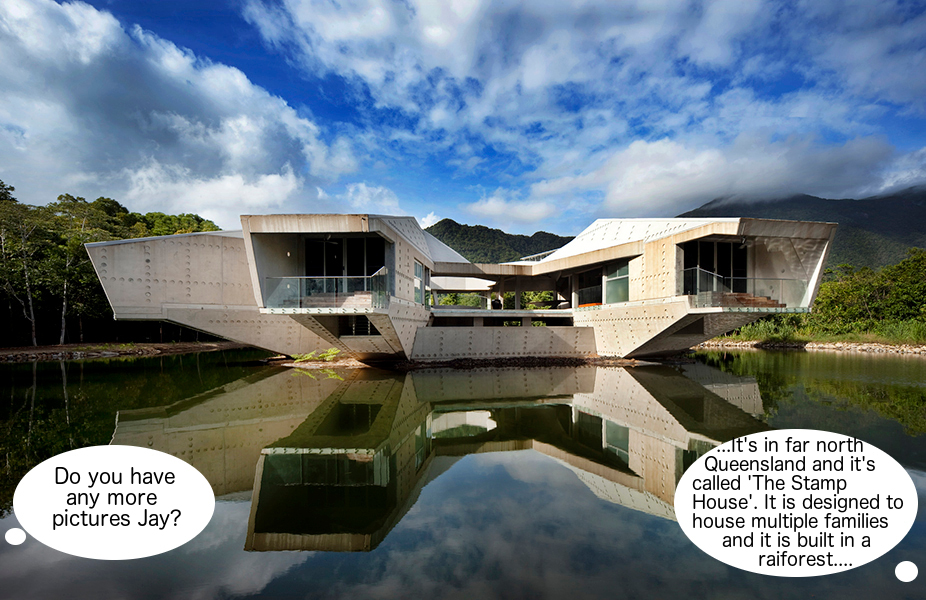 Do you have
any more
pictures Jay?
...It's in far north
Queensland and it's
called 'The Stamp
House'. It is designed to
house multiple families
and it is built in a
raiforest....